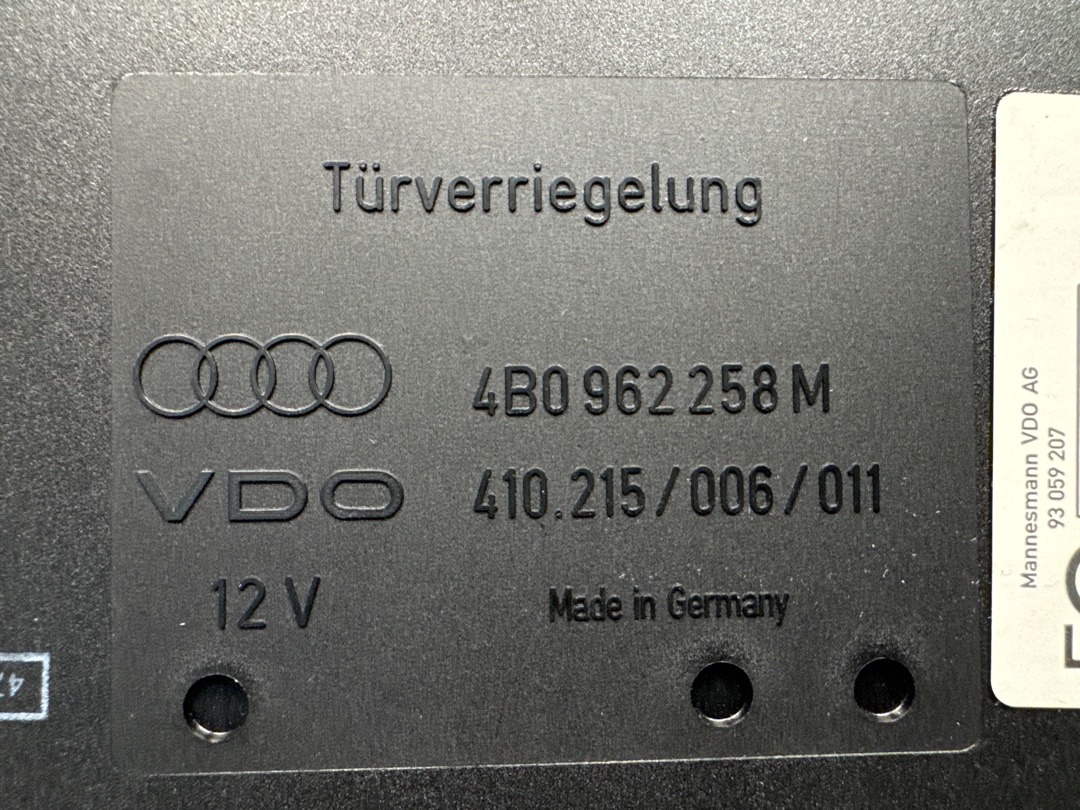 Türverriegelung
4B0 962 258 M
VDO 410.215/006/011
12 V
Made in Germany
Mannesmann VDO AG
93 059 207